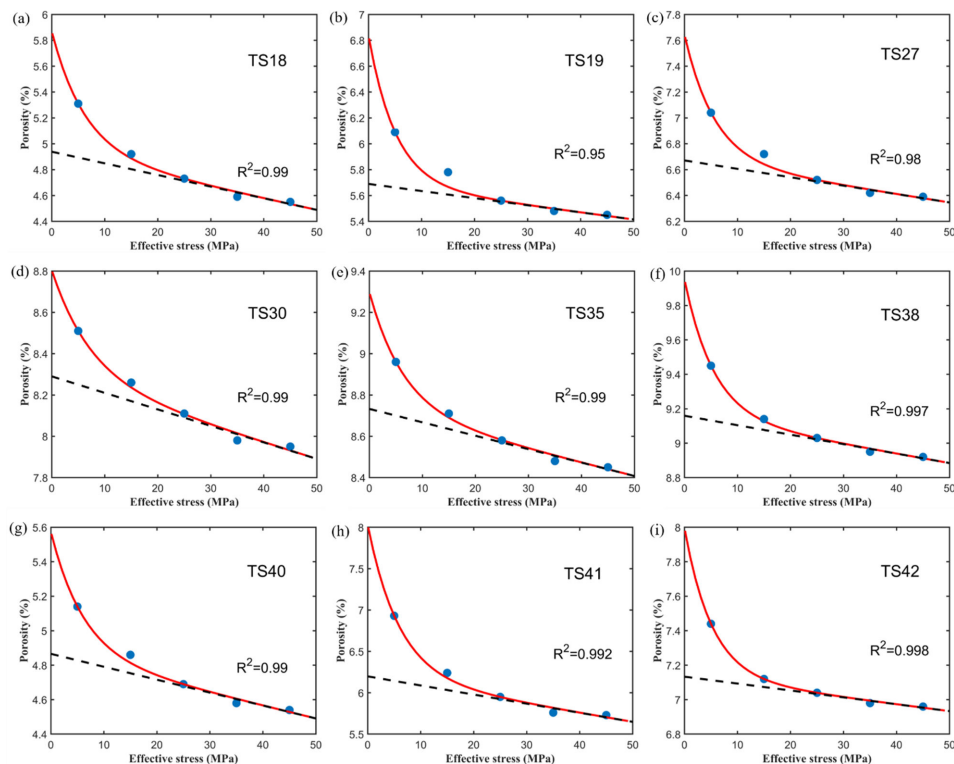 (a)
6
5.8
5.6
5.4
5.2
5
4.8
4.6
4.4
Porosity (%)
TS18
R²=0.99
0 10 20 30 40 50
Effective stress (MPa)
(b)
7
6.8
6.6
6.4
6.2
6
5.8
5.6
5.4
Porosity (%)
TS19
R²=0.95
0 10 20 30 40 50
Effective stress (MPa)
(c)
7.8
7.6
7.4
7.2
7
6.8
6.6
6.4
6.2
Porosity (%)
TS27
R²=0.98
0 10 20 30 40 50
Effective stress (MPa)
(d)
8.8
8.6
8.4
8.2
8
7.8
Porosity (%)
TS30
R²=0.99
0 10 20 30 40 50
Effective stress (MPa)
(e)
9.4
9.2
9
8.8
8.6
8.4
Porosity (%)
TS35
R²=0.99
0 10 20 30 40 50
Effective stress (MPa)
(f)
10
9.8
9.6
9.4
9.2
9
8.8
Porosity (%)
TS38
R²=0.997
0 10 20 30 40 50
Effective stress (MPa)
(g)
5.6
5.4
5.2
5
4.8
4.6
4.4
Porosity (%)
TS40
R²=0.99
0 10 20 30 40 50
Effective stress (MPa)
(h)
8
7.5
7
6.5
6
5.5
Porosity (%)
TS41
R²=0.992
0 10 20 30 40 50
Effective stress (MPa)
(i)
8
7.8
7.6
7.4
7.2
7
6.8
Porosity (%)
TS42
R²=0.998
0 10 20 30 40 50
Effective stress (MPa)